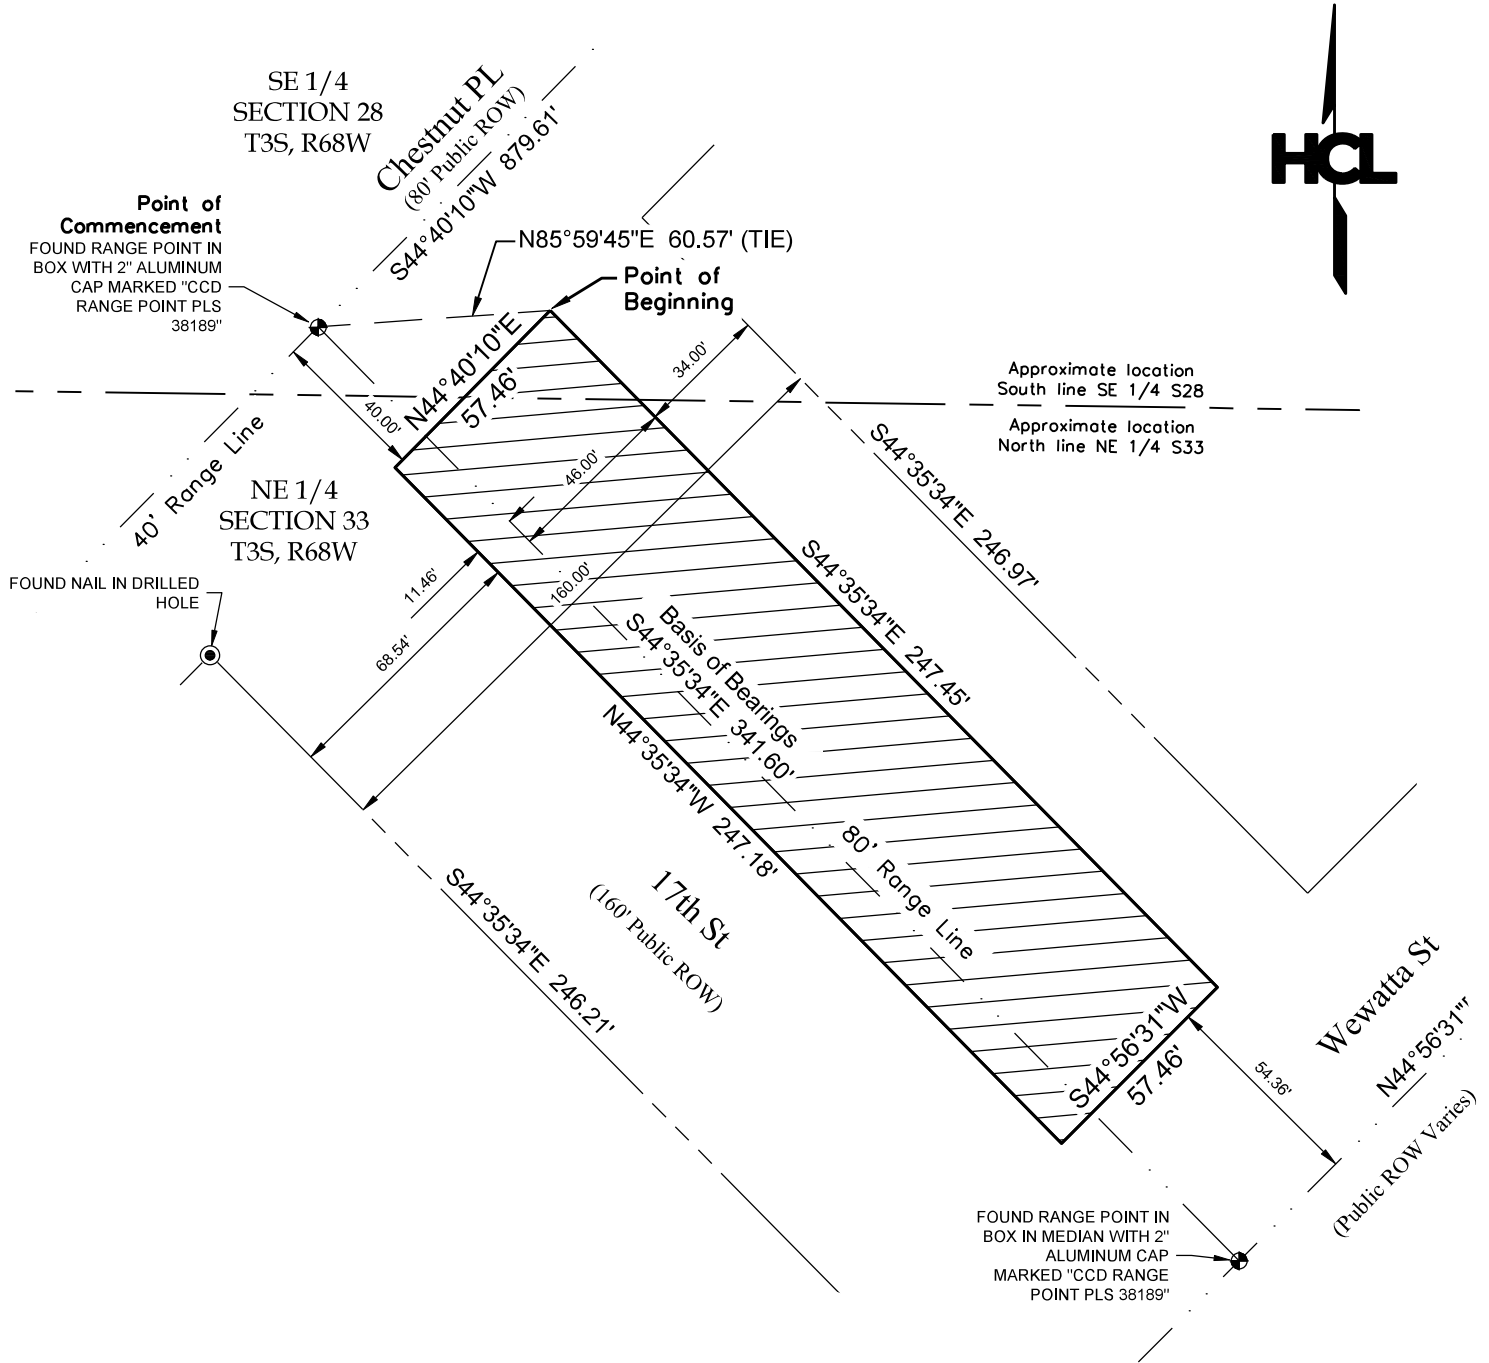 SE 1/4
SECTION 28
T3S, R68W
Chestnut PL
(80' Public ROW)
S44°40'10"W 879.61'
HCL
Point of
Commencement
FOUND RANGE POINT IN
BOX WITH 2" ALUMINUM
CAP MARKED "CCD
RANGE POINT PLS
38189"
N85°59'45"E 60.57' (TIE)
Point of
Beginning
N44°40'10"E
57.46'
40.00'
34.00'
46.00'
160.00'
Approximate location
South line SE 1/4 S28
Approximate location
North line NE 1/4 S33
40' Range Line
NE 1/4
SECTION 33
T3S, R68W
FOUND NAIL IN DRILLED
HOLE
11.46'
68.54'
S44°35'34"E 246.97'
S44°35'34"E 247.45'
Basis of Bearings
S44°35'34"E 341.60'
N44°35'34"W 247.18'
80' Range Line
17th St
(160' Public ROW)
S44°35'34"E 246.21'
S44°56'31"W
57.46'
54.36'
Wewatta St
N44°56'31"
(Public ROW Varies)
FOUND RANGE POINT IN
BOX IN MEDIAN WITH 2"
ALUMINUM CAP
MARKED "CCD RANGE
POINT PLS 38189"